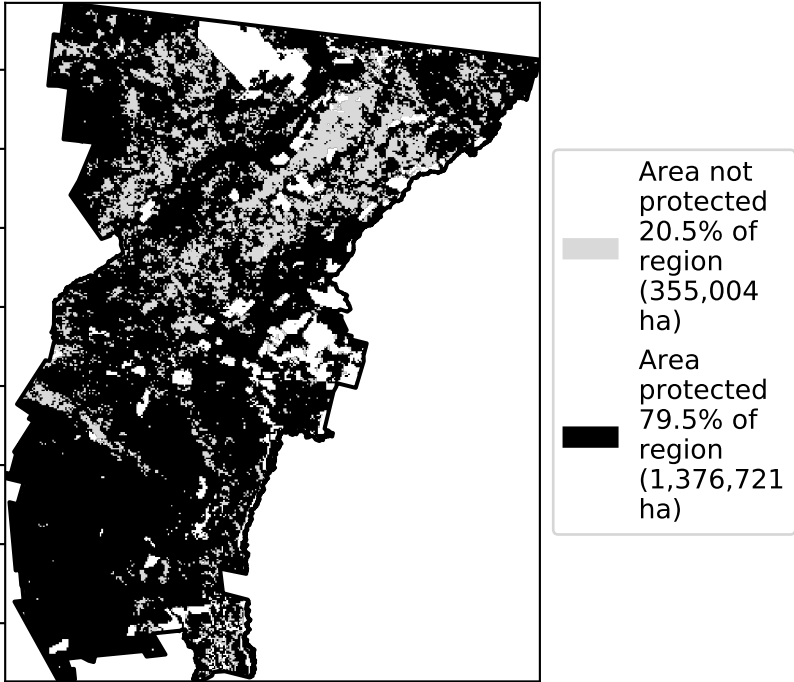 Area not
protected
20.5% of
region
(355,004
ha)
Area
protected
79.5% of
region
(1,376,721
ha)